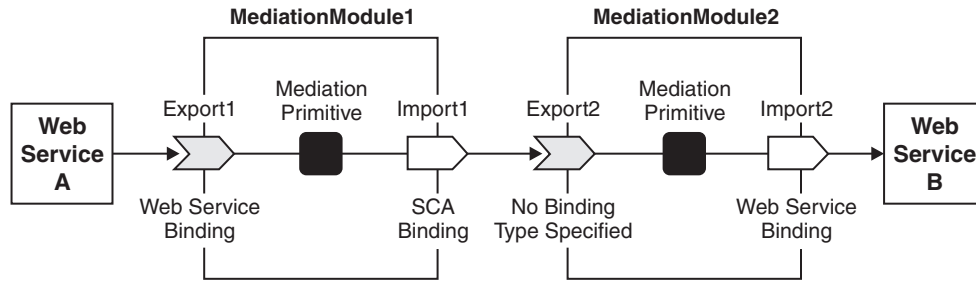 MediationModule1
MediationModule2
Mediation
Primitive
Mediation
Primitive
Export1
Import1
Export2
Import2
Web
Service
A
Web
Service
B
Web Service
Binding
SCA
Binding
No Binding
Type Specified
Web Service
Binding